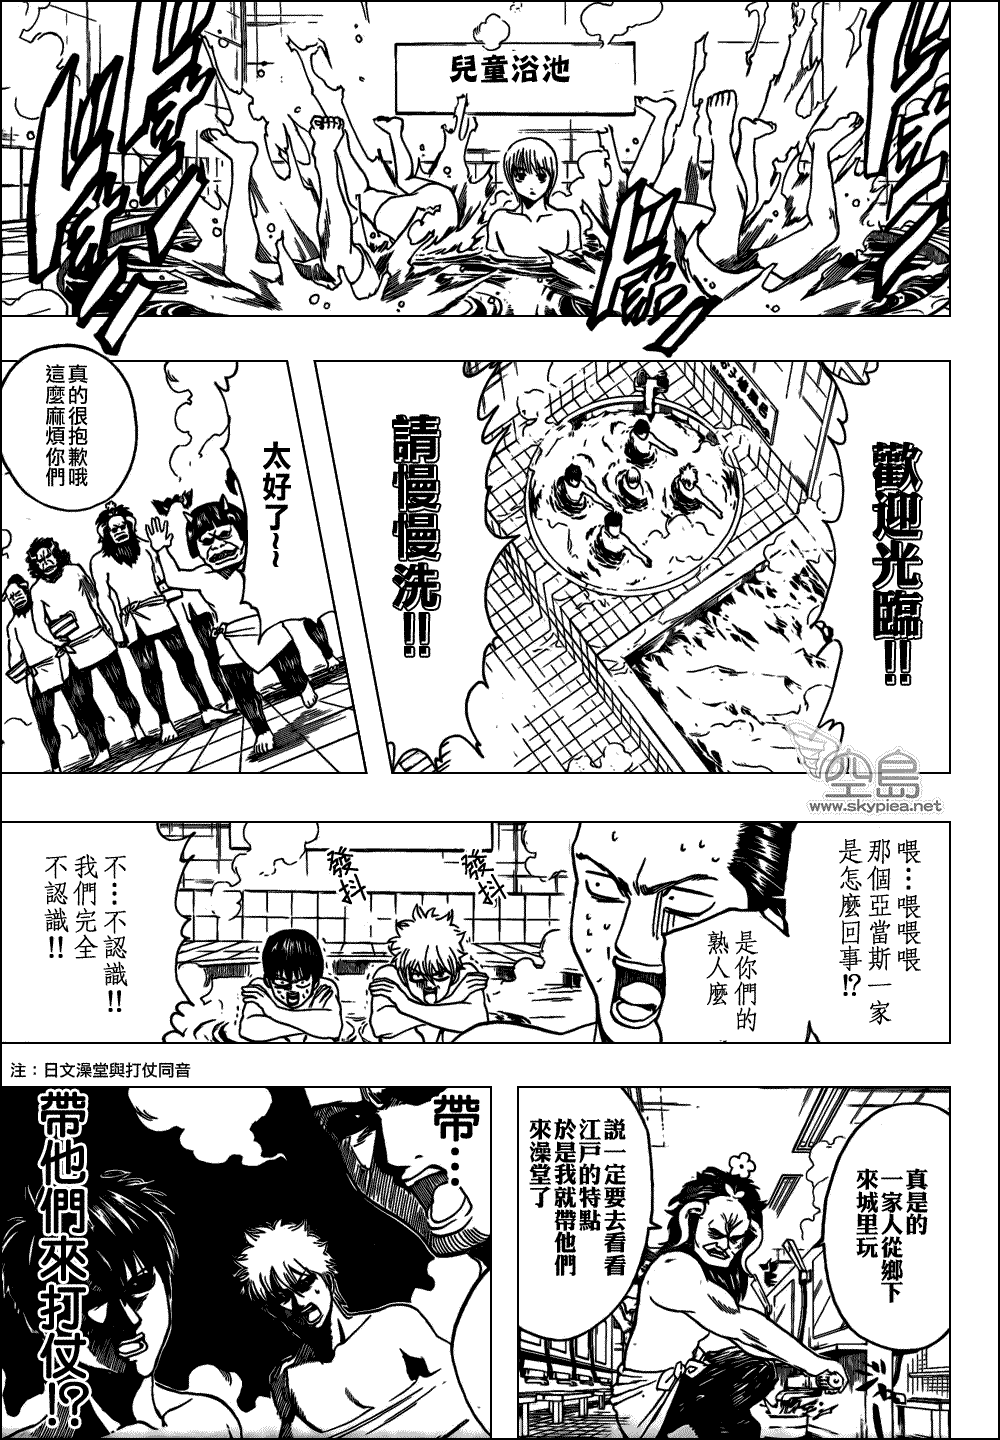 兒童浴池
歡迎光臨!!
請慢慢洗!!
太好了~~
真的很抱歉哦
這麼麻煩你們
空島
www.skypiea.net
喂…喂喂喂
那個亞當斯一家
是怎麼回事!?
是你們的
熟人麼
發抖
發抖
不…不認識!!
我們完全
不認識!!
注：日文澡堂與打仗同音
真是的
一家人從鄉下
來城里玩
說一定要去看看
江戸的特點
於是我就帶他們
來澡堂了
帶…
帶他們來打仗!?